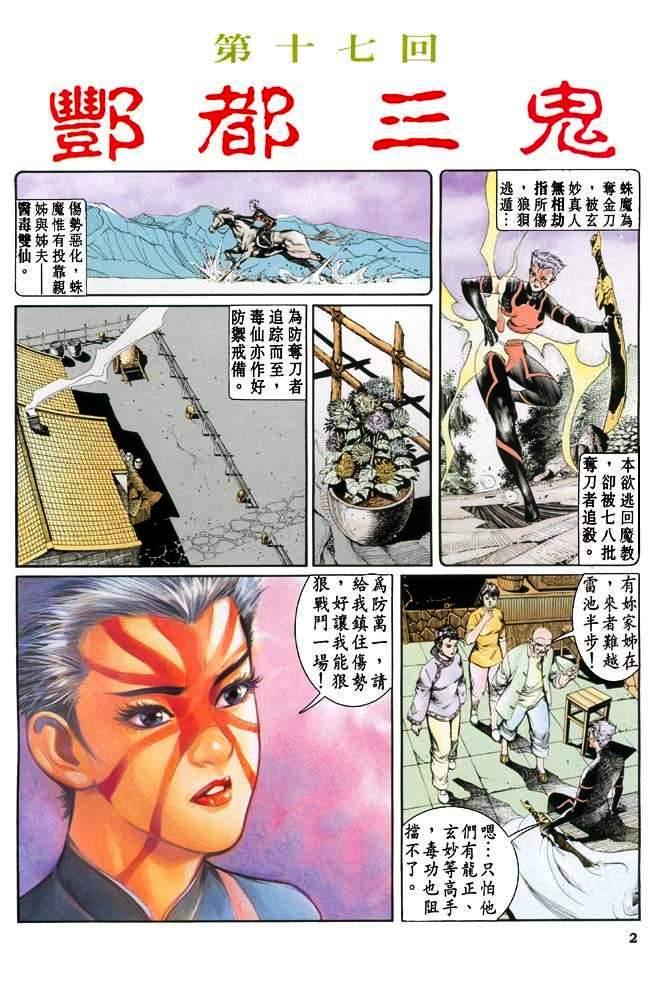 第十七回
酆都三鬼
蛛魔為
奪金刀
，被玄
妙真人
無相劫
指所傷
，狼狽
逃遁…
本欲逃回魔教
，卻被七八批
奪刀者追殺。
傷勢惡化，蛛
魔惟有投靠親
姊與姊夫——
醫毒雙仙。
為防奪刀者
追踪而至，
毒仙亦作好
防禦戒備。
有妳家姊在
，來者難越
雷池半步！
嗯…只怕他
們有龍正、
玄妙等高手
，毒功也阻
擋不了。
為防萬一，請
給我鎮住傷勢
，好讓我能狠
狠戰鬥一場！
2